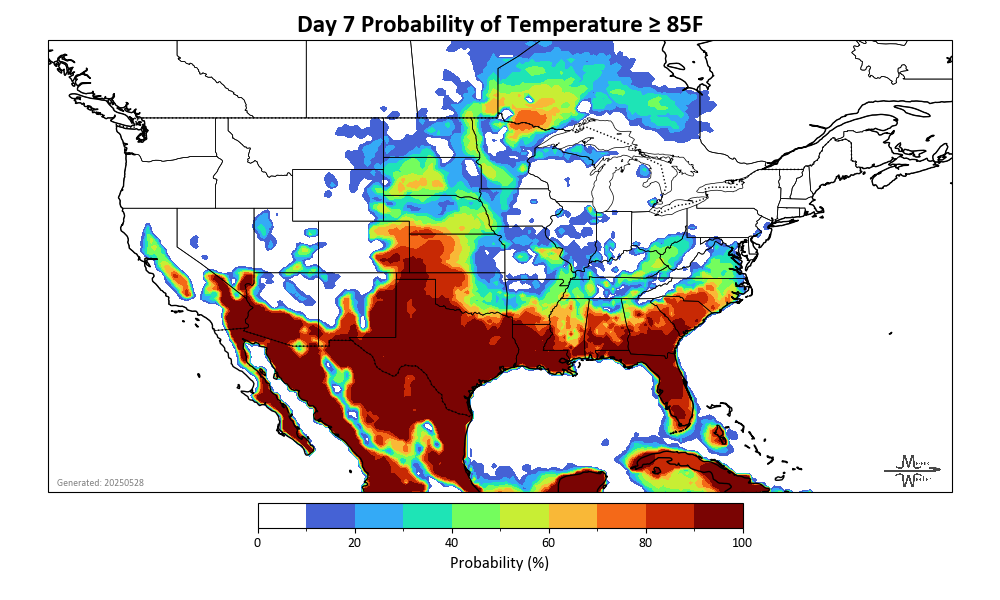 Day 7 Probability of Temperature ≥ 85F
Generated: 20250528
0 20 40 60 80 100
Probability (%)